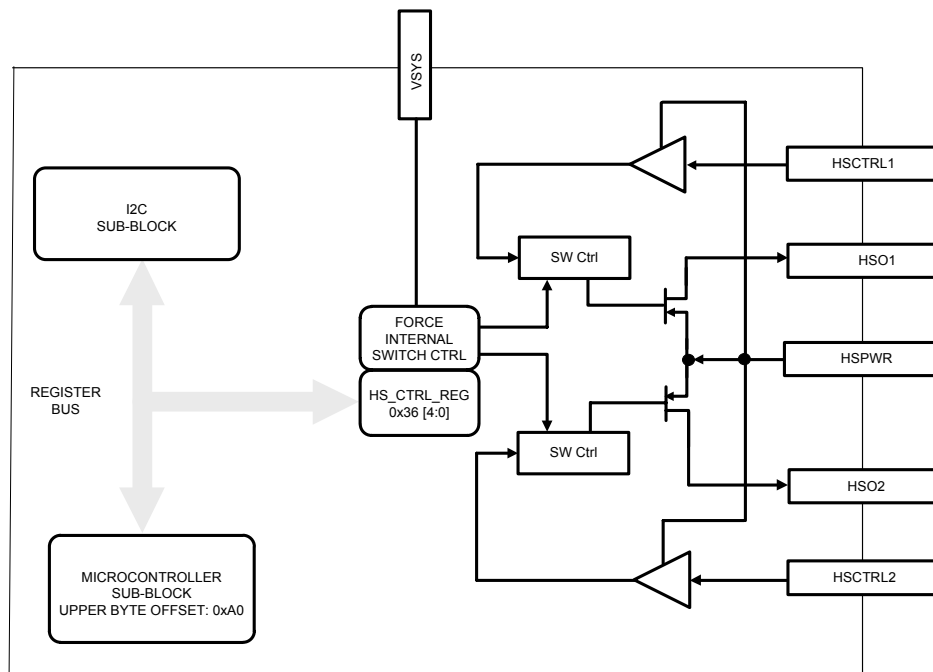 VSYS
HSCTRL1
I2C
SUB-BLOCK
SW Ctrl
HSO1
FORCE
INTERNAL
SWITCH CTRL
HSPWR
REGISTER
BUS
HS_CTRL_REG
0x36 [4:0]
SW Ctrl
HSO2
MICROCONTROLLER
SUB-BLOCK
UPPER BYTE OFFSET: 0xA0
HSCTRL2